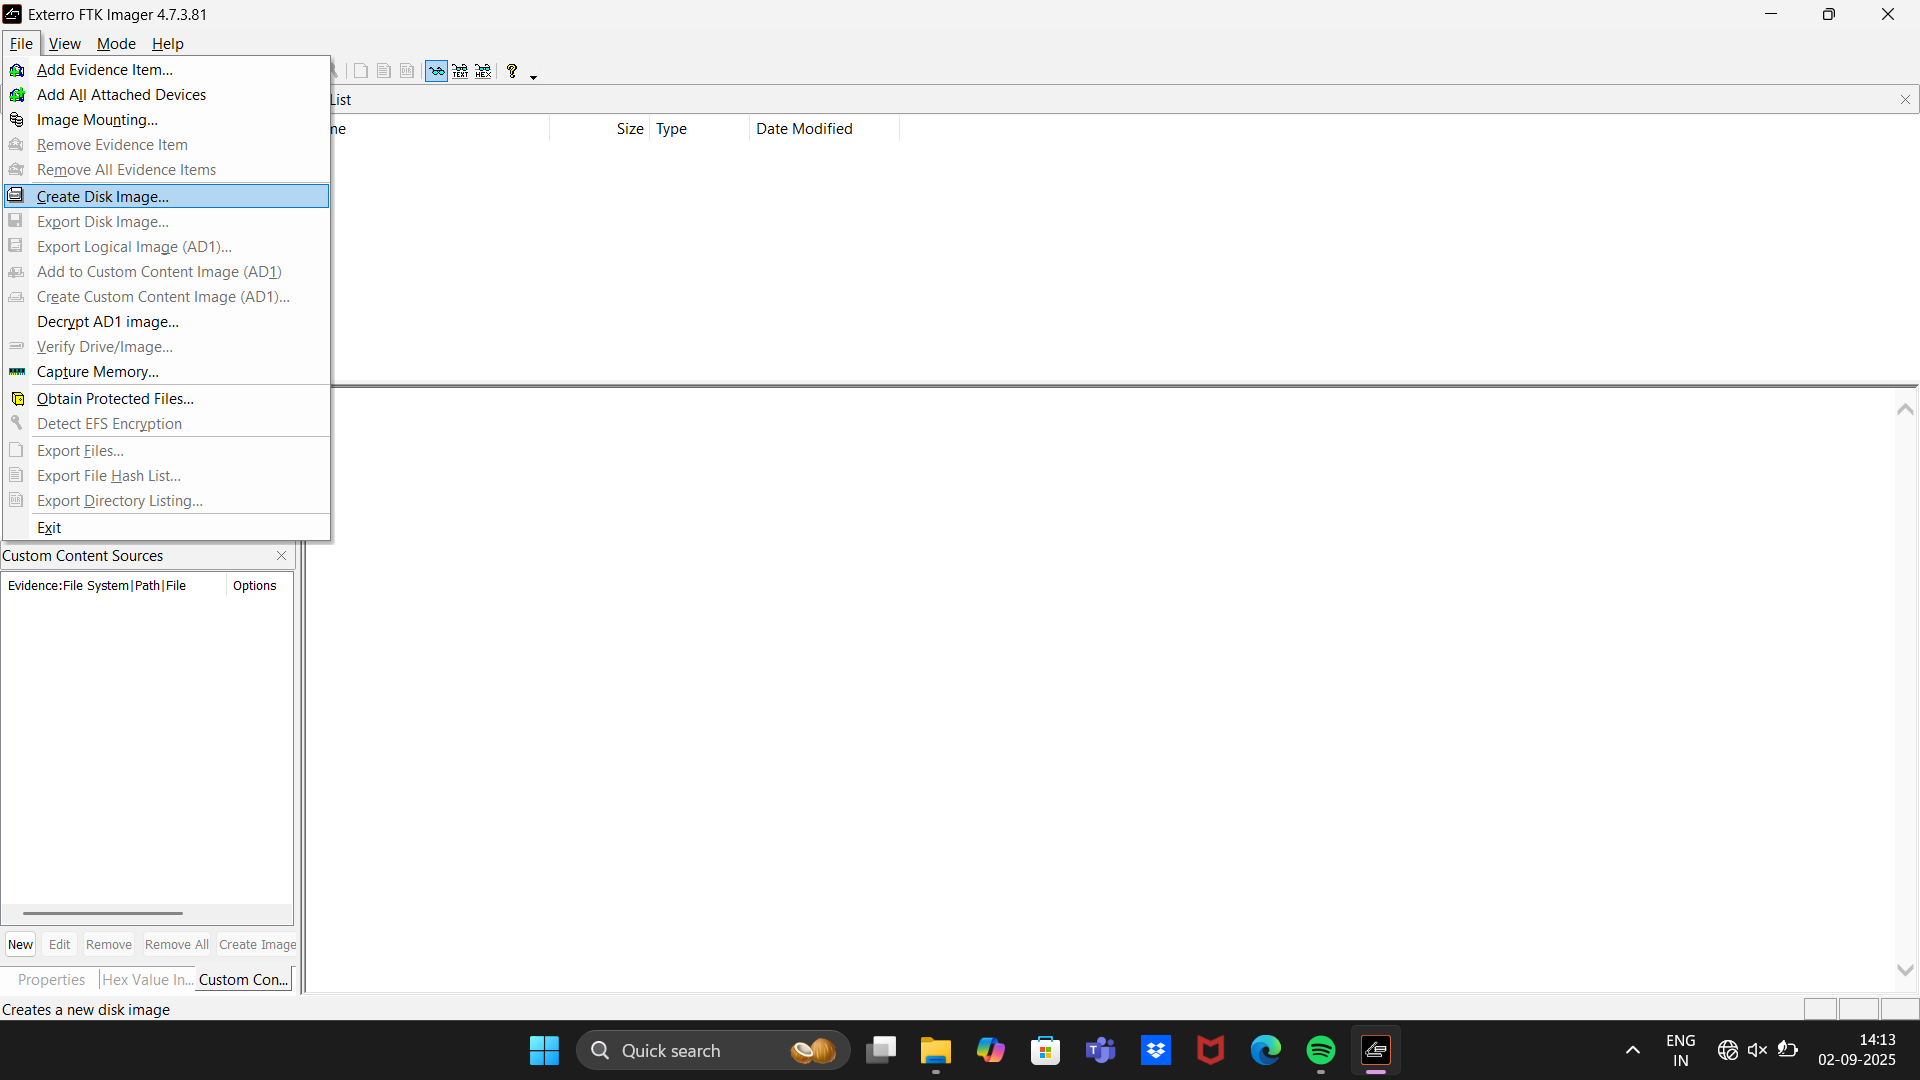 Exterro FTK Imager 4.7.3.81
File View Mode Help
Add Evidence Item...
Add All Attached Devices
Image Mounting...
Remove Evidence Item
Remove All Evidence Items
Create Disk Image...
Export Disk Image...
Export Logical Image (AD1)...
Add to Custom Content Image (AD1)
Create Custom Content Image (AD1)...
Decrypt AD1 image...
Verify Drive/Image...
Capture Memory...
Obtain Protected Files...
Detect EFS Encryption
Export Files...
Export File Hash List...
Export Directory Listing...
Exit
TEXT HEX ?
List
me Size Type Date Modified
Custom Content Sources
Evidence:File System|Path|File Options
New Edit Remove Remove All Create Image
Properties Hex Value In... Custom Con...
Creates a new disk image
Quick search
ENG
IN
14:13
02-09-2025